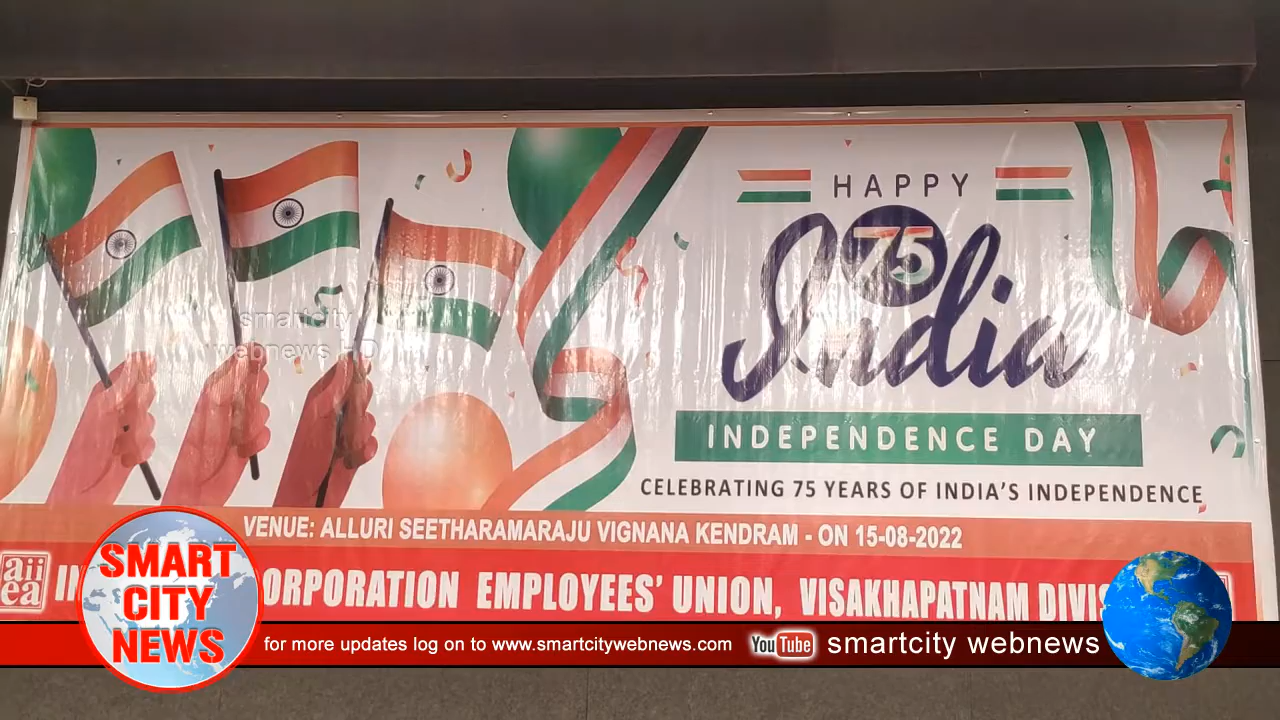 HAPPY
75
India
INDEPENDENCE DAY
CELEBRATING 75 YEARS OF INDIA'S INDEPENDENCE
smartcity
webnews HD
VENUE: ALLURI SEETHARAMARAJU VIGNANA KENDRAM - ON 15-08-2022
aii
ea
ORPORATION EMPLOYEES' UNION, VISAKHAPATNAM DIVIS
SMART
CITY
NEWS
for more updates log on to www.smartcitywebnews.com YouTube smartcity webnews